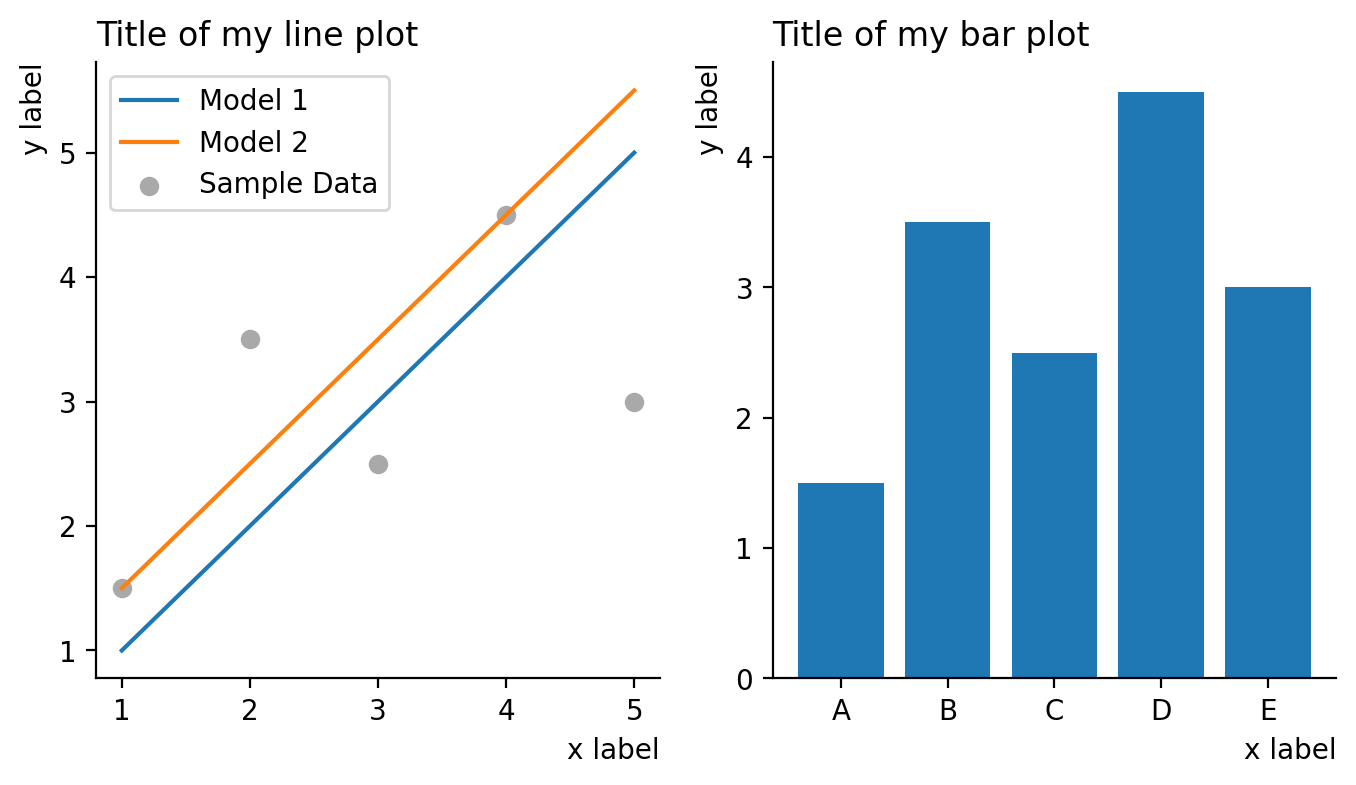 Title of my line plot
y label
Model 1
Model 2
Sample Data
5
4
3
2
1
1 2 3 4 5
x label
Title of my bar plot
y label
4
3
2
1
0
A B C D E
x label